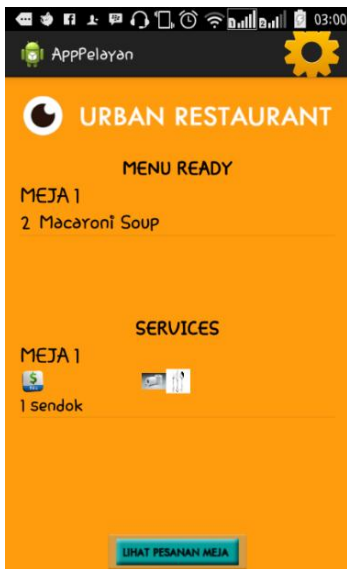 03:00
AppPelayan
URBAN RESTAURANT
MENU READY
MEJA 1
2 Macaroni Soup
SERVICES
MEJA 1
1 sendok
LIHAT PESANAN MEJA